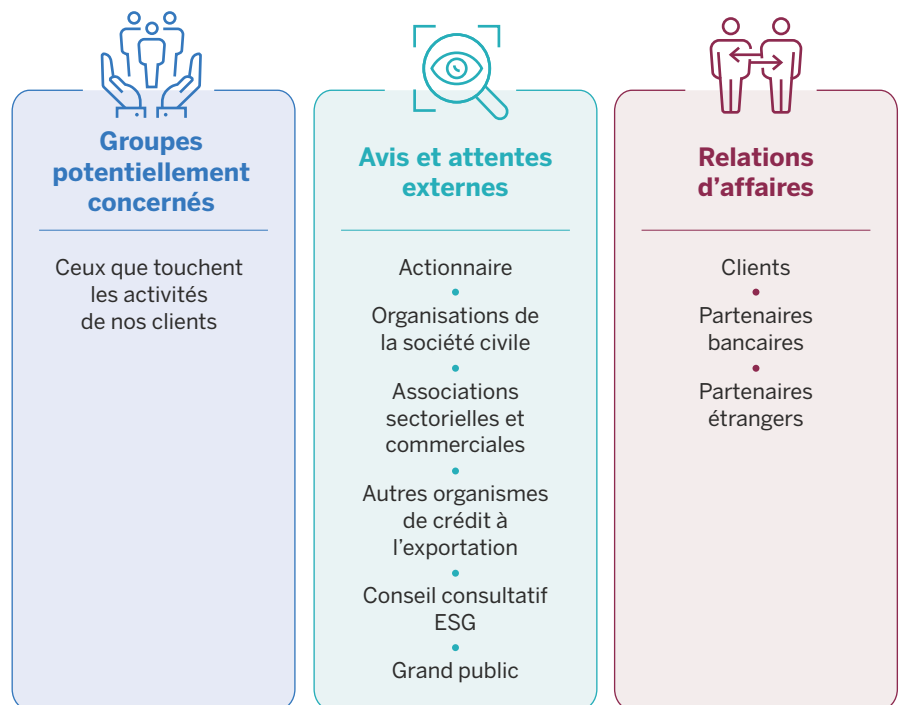 Groupes
potentiellement
concernés
Ceux que touchent
les activités
de nos clients
Avis et attentes
externes
Actionnaire
•
Organisations de
la société civile
•
Associations
sectorielles et
commerciales
•
Autres organismes
de crédit à
l’exportation
•
Conseil consultatif
ESG
•
Grand public
Relations
d’affaires
Clients
•
Partenaires
bancaires
•
Partenaires
étrangers